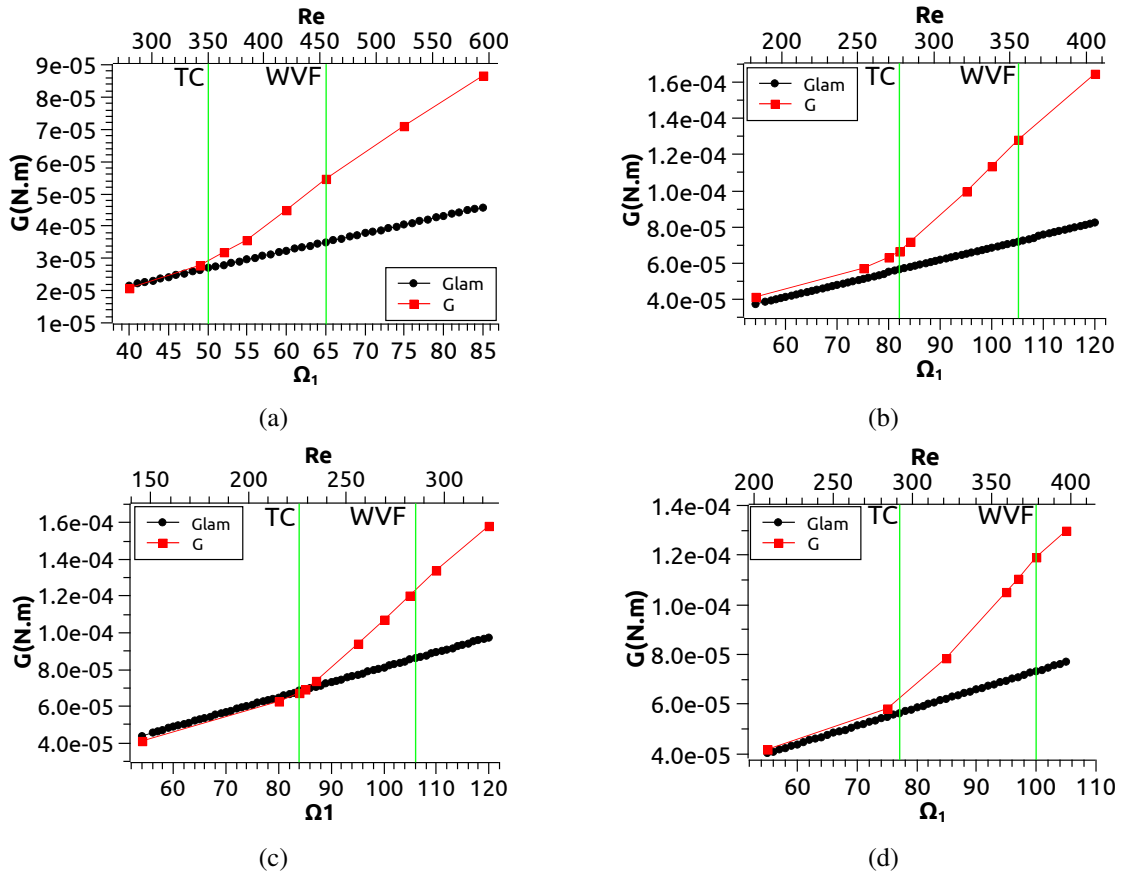 Re
300 350 400 450 500 550 600
TC WVF
9e-05
8e-05
7e-05
6e-05
5e-05
4e-05
3e-05
2e-05
1e-05
G(N.m)
Glam
G
40 45 50 55 60 65 70 75 80 85
Ω₁
(a)
Re
200 250 300 350 400
TC WVF
Glam
G
1.6e-04
1.4e-04
1.2e-04
1.0e-04
8.0e-05
6.0e-05
4.0e-05
G(N.m)
60 70 80 90 100 110 120
Ω₁
(b)
Re
150 200 250 300
TC WVF
Glam
G
1.6e-04
1.4e-04
1.2e-04
1.0e-04
8.0e-05
6.0e-05
4.0e-05
G(N.m)
60 70 80 90 100 110 120
Ω1
(c)
Re
200 250 300 350 400
TC WVF
Glam
G
1.4e-04
1.2e-04
1.0e-04
8.0e-05
6.0e-05
4.0e-05
G(N.m)
60 70 80 90 100 110
Ω₁
(d)